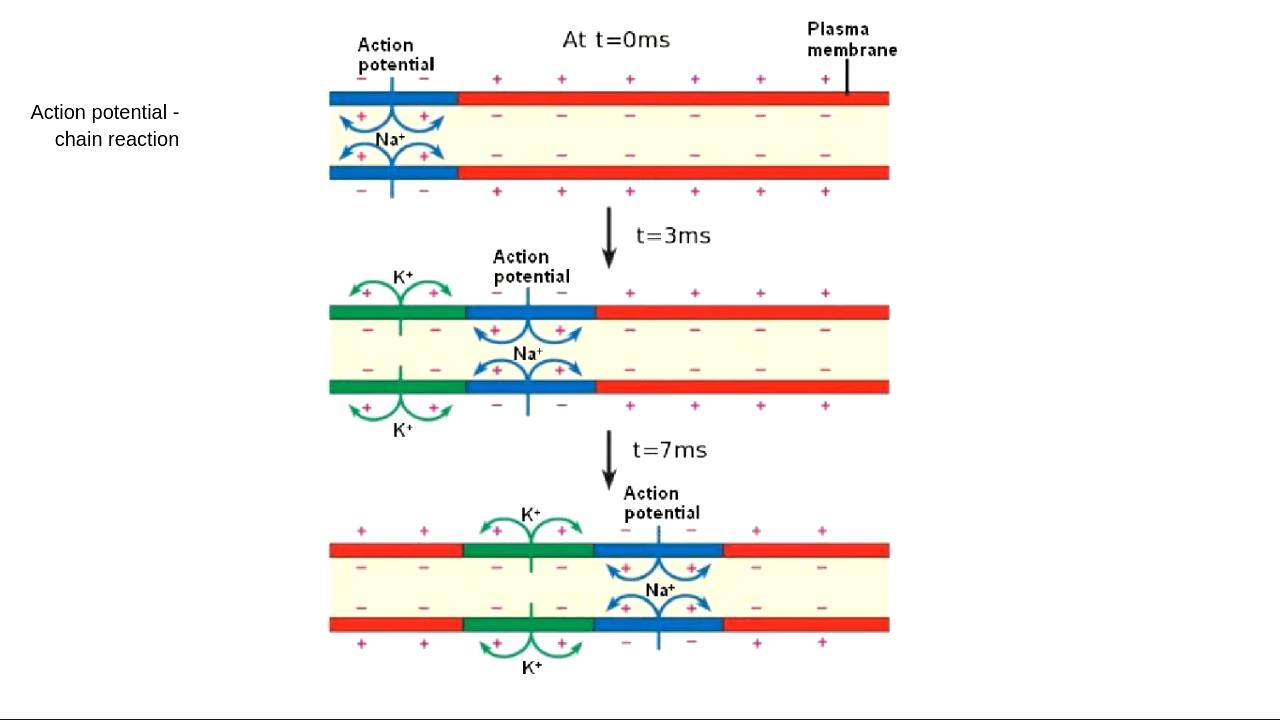 Action potential -
chain reaction
At t=0ms
Plasma
membrane
Action
potential
− − + + + + + +
+ + − − − − − −
Na⁺
+ + − − − − − −
− − + + + + + +
t=3ms
Action
potential
K⁺
+ + − − + + + +
− − + + − − − −
Na⁺
− − + + − − − −
+ + − − + + + +
K⁺
t=7ms
Action
potential
K⁺
+ + + + − − + +
− − − − + + − −
Na⁺
− − − − + + − −
+ + + + − − + +
K⁺